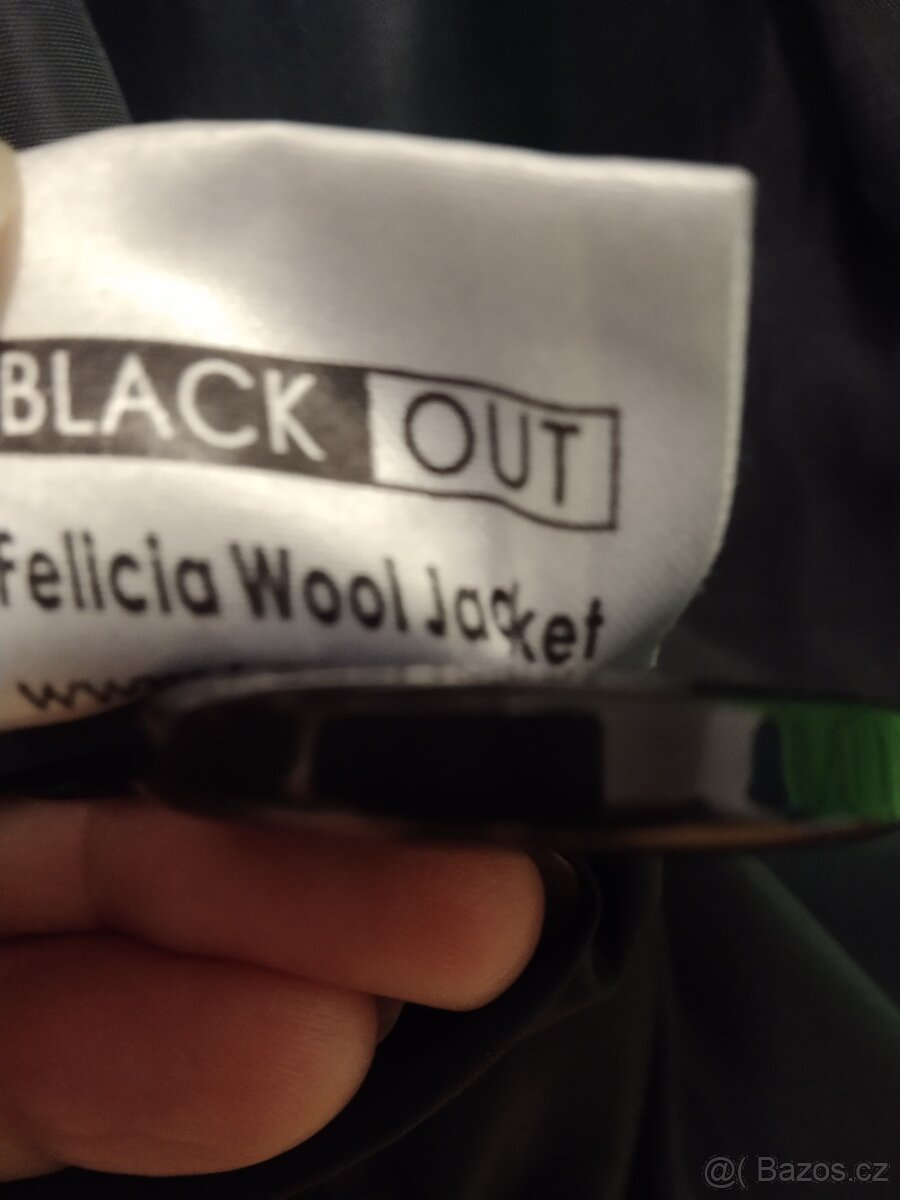 BLACK OUT
Felicia Wool Jacket
@( Bazos.cz